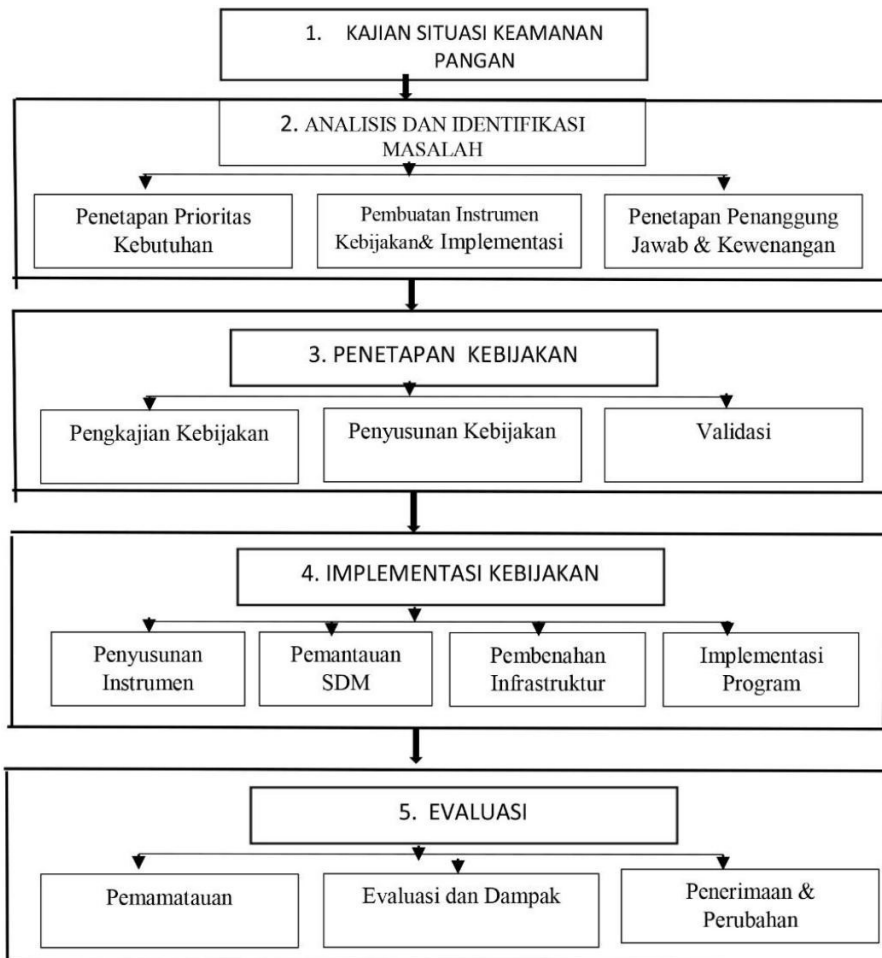 1. KAJIAN SITUASI KEAMANAN
PANGAN
2. ANALISIS DAN IDENTIFIKASI
MASALAH
Penetapan Prioritas
Kebutuhan
Pembuatan Instrumen
Kebijakan& Implementasi
Penetapan Penanggung
Jawab & Kewenangan
3. PENETAPAN KEBIJAKAN
Pengkajian Kebijakan
Penyusunan Kebijakan
Validasi
4. IMPLEMENTASI KEBIJAKAN
Penyusunan
Instrumen
Pemantauan
SDM
Pembenahan
Infrastruktur
Implementasi
Program
5. EVALUASI
Pemamatauan
Evaluasi dan Dampak
Penerimaan &
Perubahan